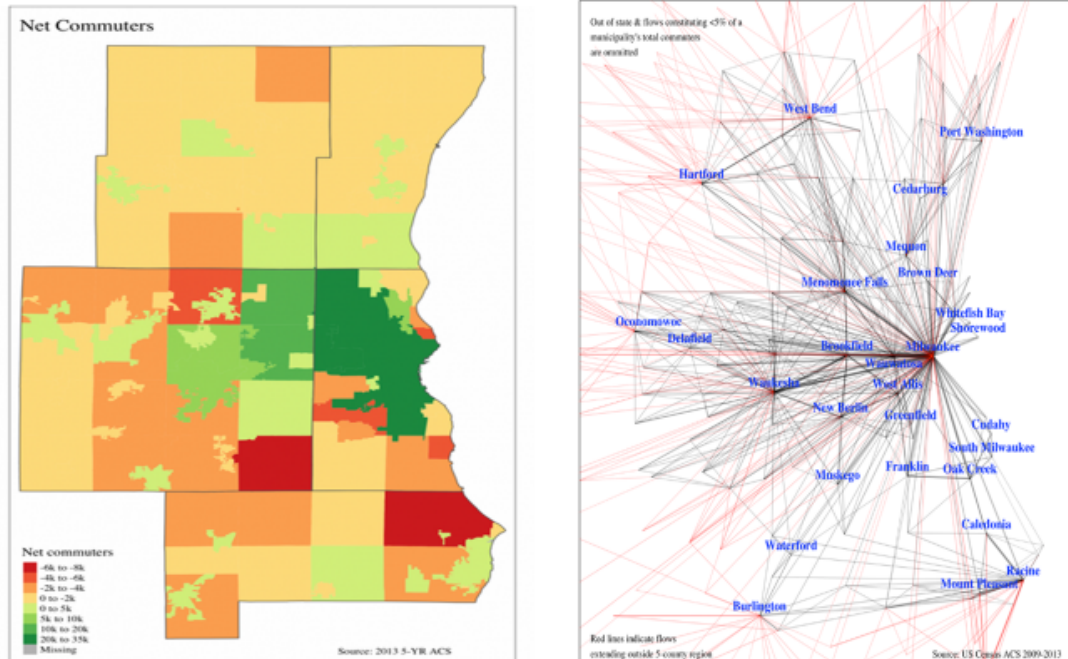 Net Commuters
Net commuters
-6k to -8k
-4k to -6k
-2k to -4k
0 to -2k
0 to 5k
5k to 10k
10k to 20k
20k to 35k
Missing
Source: 2013 5-YR ACS
Out of state & flows constituting <5% of a
municipality's total commuters
are ommitted
West Bend
Port Washington
Hartford
Cedarburg
Mequon
Brown Deer
Menomonee Falls
Whitefish Bay
Oconomowoc
Shorewood
Delafield
Brookfield
Milwaukee
Wauwatosa
Waukesha
West Allis
New Berlin
Greenfield
Cudahy
South Milwaukee
Muskego
Franklin
Oak Creek
Caledonia
Waterford
Racine
Mount Pleasant
Burlington
Red lines indicate flows
extending outside 5-county region
Source: US Census ACS 2009-2013